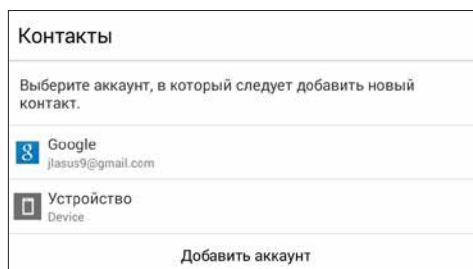 Контакты
Выберите аккаунт, в который следует добавить новый
контакт.
Google
jlasus9@gmail.com
Устройство
Device
Добавить аккаунт